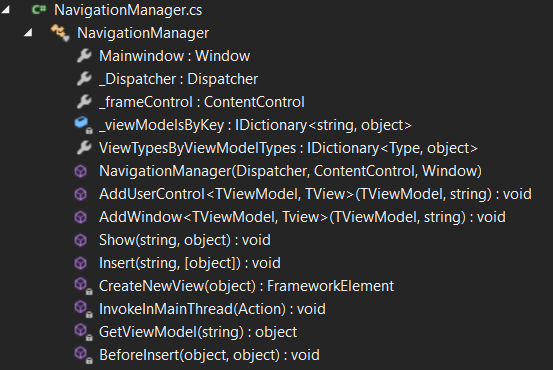 C# NavigationManager.cs
NavigationManager
Mainwindow : Window
_Dispatcher : Dispatcher
_frameControl : ContentControl
_viewModelsByKey : IDictionary<string, object>
ViewTypesByViewModelTypes : IDictionary<Type, object>
NavigationManager(Dispatcher, ContentControl, Window)
AddUserControl<TViewModel, TView>(TViewModel, string) : void
AddWindow<TViewModel, Tview>(TViewModel, string) : void
Show(string, object) : void
Insert(string, [object]) : void
CreateNewView(object) : FrameworkElement
InvokeInMainThread(Action) : void
GetViewModel(string) : object
BeforeInsert(object, object) : void